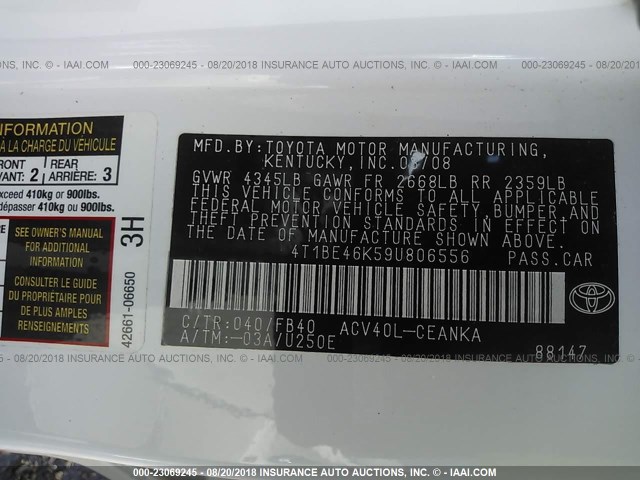 000-23069245 - 08/20/2018 INSURANCE AUTO AUCTIONS, INC. - IAAI.COM
INFORMATION
À LA CHARGE DU VÉHICULE
FRONT 2 REAR 3
AVANT: ARRIÈRE:
exceed 410kg or 900lbs.
dépasser 410kg or 900lbs.
SEE OWNER'S MANUAL
FOR ADDITIONAL
INFORMATION
CONSULTER LE GUIDE
DU PROPRIÉTAIRE
POUR PLUS DE
RENSEIGNEMENTS
3H
42661-06650
MFD.BY:TOYOTA MOTOR MANUFACTURING,
KENTUCKY, INC. /08
GVWR 4345LB GAWR FR 2668LB RR 2359LB
THIS VEHICLE CONFORMS TO ALL APPLICABLE
FEDERAL MOTOR VEHICLE SAFETY, BUMPER, AND
THEFT PREVENTION STANDARDS IN EFFECT ON
THE DATE OF MANUFACTURE SHOWN ABOVE.
4T1BE46K59U806556 PASS.CAR
C/TR:040/FB40 ACV40L-CEANKA
A/TM:-03A/U250E
88147
TOYOTA
000-23069245 - 08/20/2018 INSURANCE AUTO AUCTIONS, INC. - IAAI.COM
000-23069245 - 08/20/2018 INSURANCE AUTO AUCTIONS, INC. - IAAI.COM